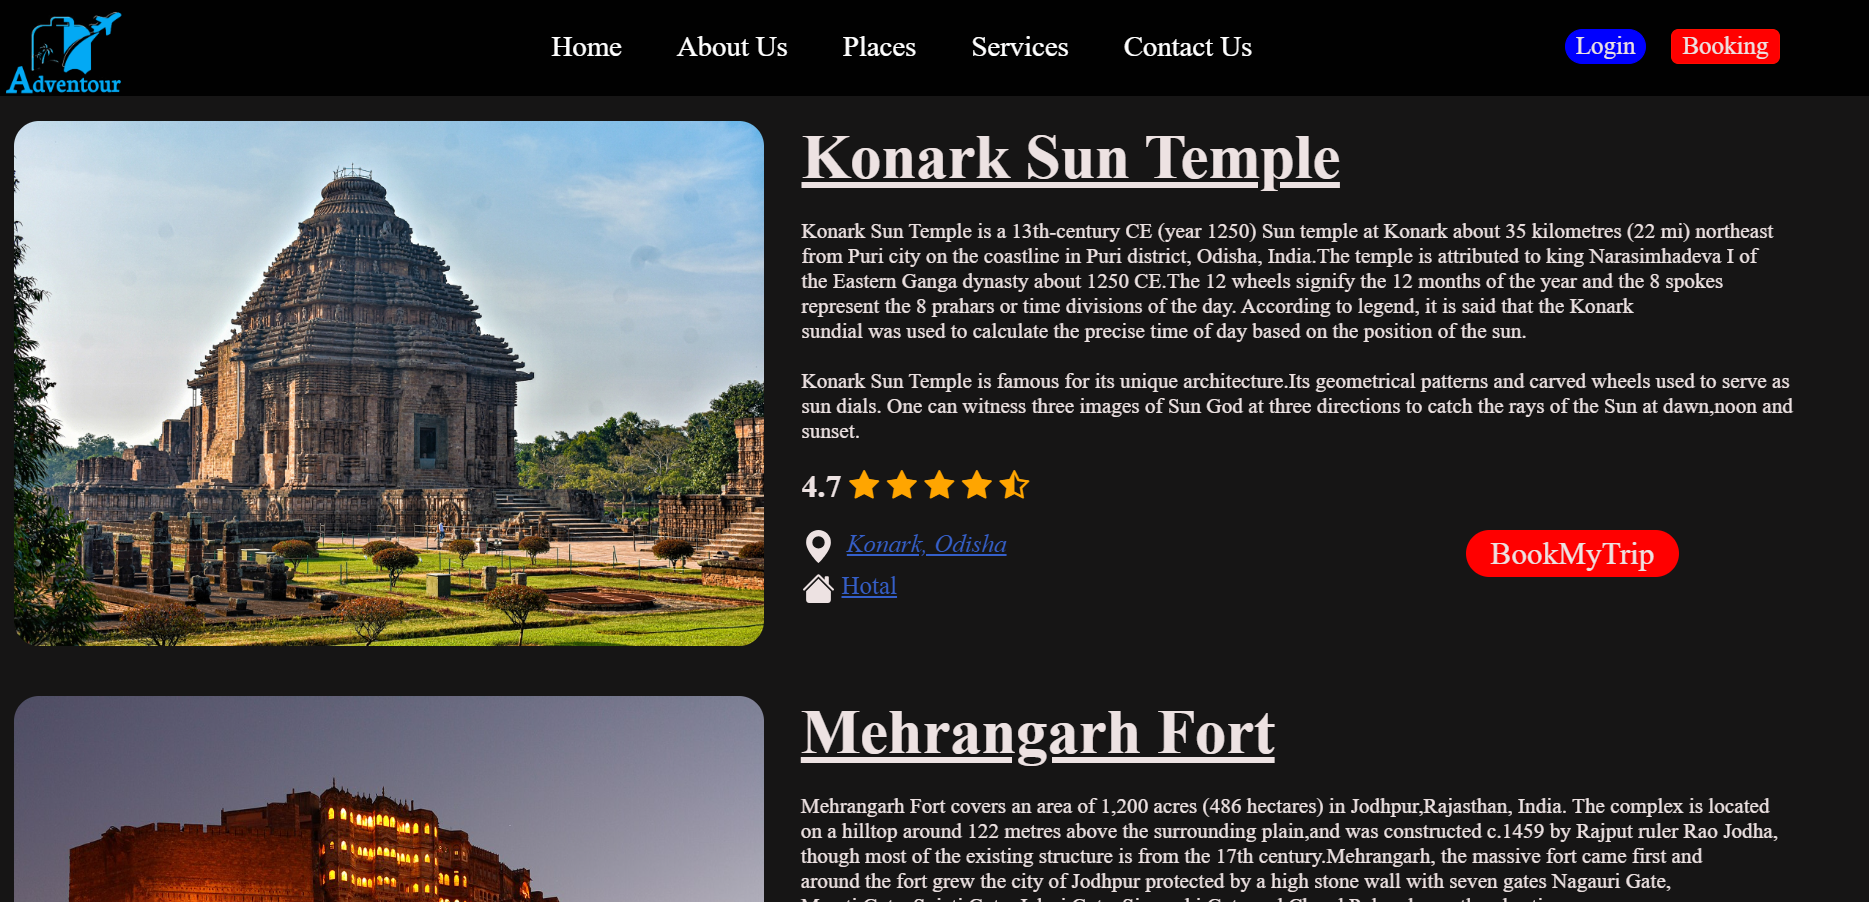 Adventour
Home About Us Places Services Contact Us Login Booking
Konark Sun Temple
Konark Sun Temple is a 13th-century CE (year 1250) Sun temple at Konark about 35 kilometres (22 mi) northeast
from Puri city on the coastline in Puri district, Odisha, India.The temple is attributed to king Narasimhadeva I of
the Eastern Ganga dynasty about 1250 CE.The 12 wheels signify the 12 months of the year and the 8 spokes
represent the 8 prahars or time divisions of the day. According to legend, it is said that the Konark
sundial was used to calculate the precise time of day based on the position of the sun.
Konark Sun Temple is famous for its unique architecture.Its geometrical patterns and carved wheels used to serve as
sun dials. One can witness three images of Sun God at three directions to catch the rays of the Sun at dawn,noon and
sunset.
4.7
Konark, Odisha
BookMyTrip
Hotal
Mehrangarh Fort
Mehrangarh Fort covers an area of 1,200 acres (486 hectares) in Jodhpur,Rajasthan, India. The complex is located
on a hilltop around 122 metres above the surrounding plain,and was constructed c.1459 by Rajput ruler Rao Jodha,
though most of the existing structure is from the 17th century.Mehrangarh, the massive fort came first and
around the fort grew the city of Jodhpur protected by a high stone wall with seven gates Nagauri Gate,